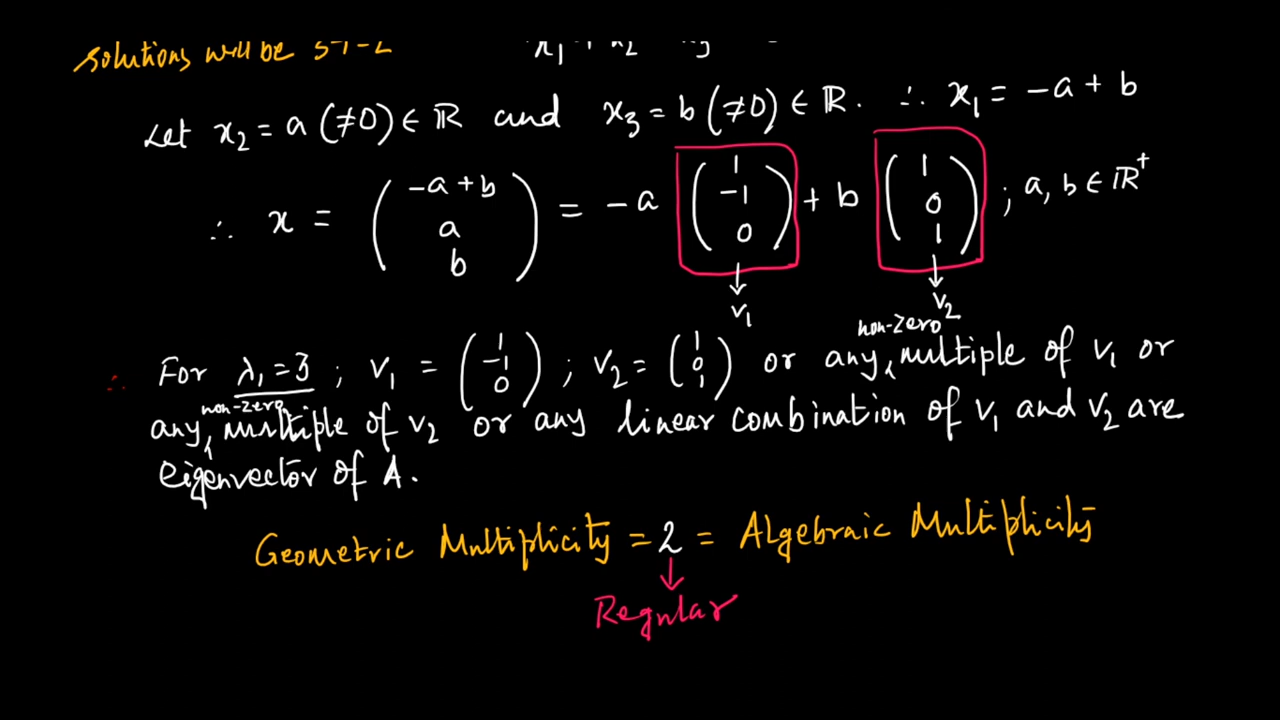 solutions will be 3-1=2
Let x₂ = a (≠0) ∈ ℝ and x₃ = b (≠0) ∈ ℝ. ∴ x₁ = -a + b
∴ x = (-a + b, a, b) = -a (1, -1, 0) + b (1, 0, 1) ; a, b ∈ ℝ⁺
v₁ v₂
non-zero
For λ₁ = 3 ; v₁ = (1, -1, 0) ; v₂ = (1, 0, 1) or any multiple of v₁ or
non-zero
any multiple of v₂ or any linear combination of v₁ and v₂ are
eigenvector of A.
Geometric Multiplicity = 2 = Algebraic Multiplicity
Regular